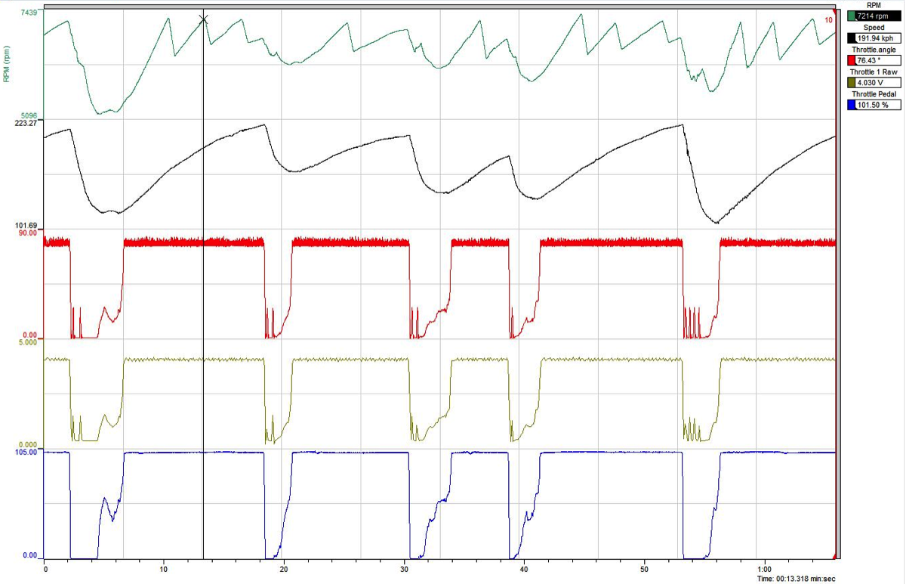 7439
RPM (rpm)
5096
223.27
101.69
90.00
0.00
5.000
0.000
105.00
0.00
0
10
20
30
40
50
1:00
Time: 00:13.318 min:sec
10
RPM
7214 rpm
Speed
191.94 kph
Throttle.angle
76.43 °
Throttle 1 Raw
4.030 V
Throttle Pedal
101.50 %